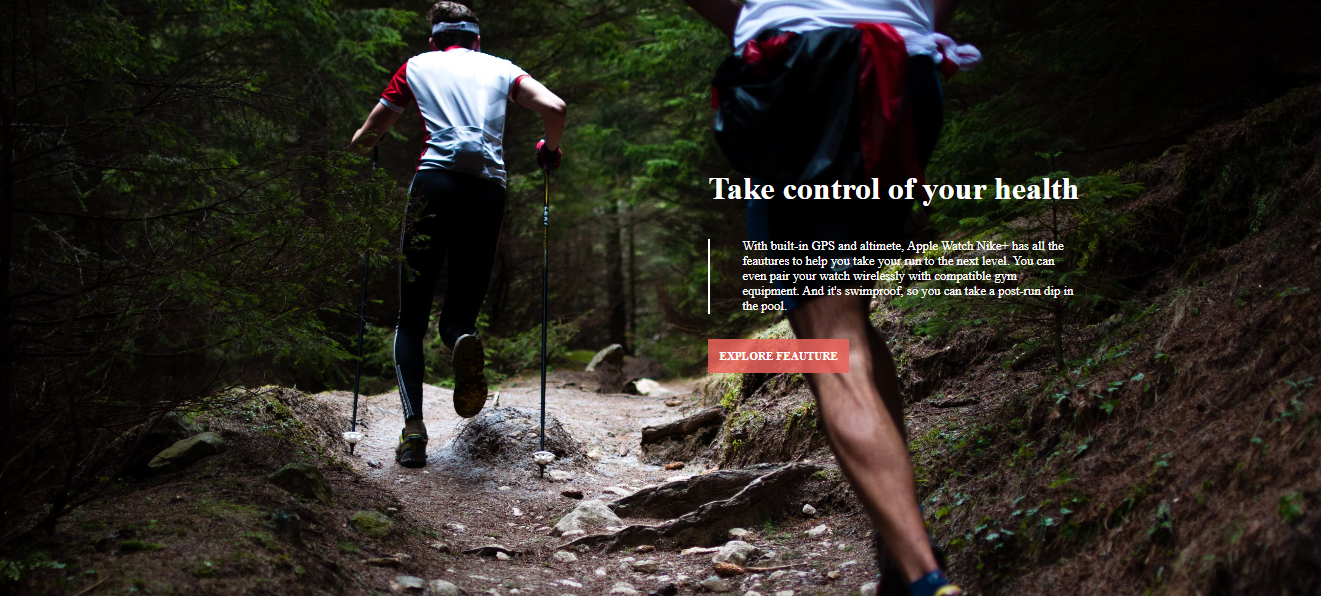 Take control of your health
With built-in GPS and altimete, Apple Watch Nike+ has all the
feautures to help you take your run to the next level. You can
even pair your watch wirelessly with compatible gym
equipment. And it's swimproof, so you can take a post-run dip in
the pool.
EXPLORE FEAUTURE